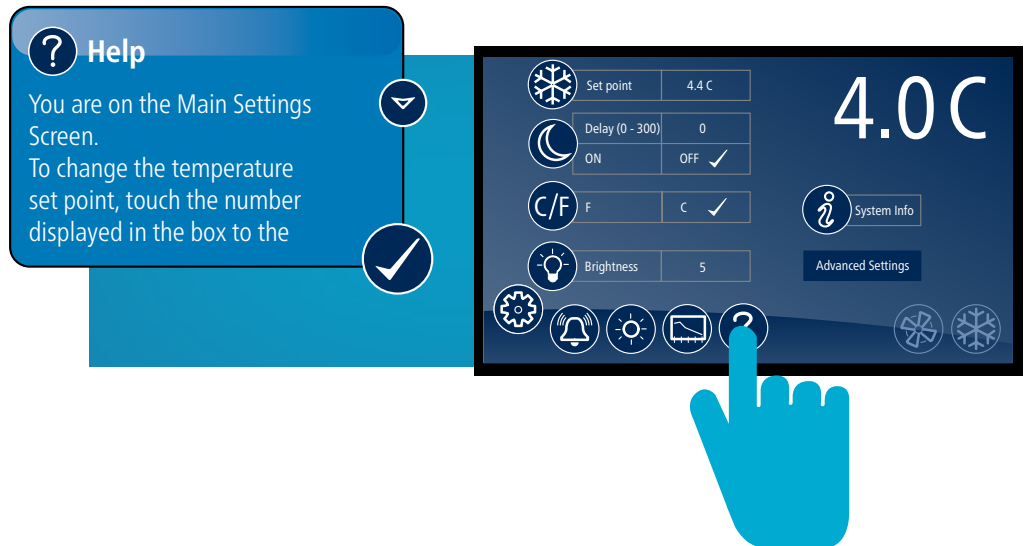 ? Help
You are on the Main Settings
Screen.
To change the temperature
set point, touch the number
displayed in the box to the
Set point 4.4 C
Delay (0 - 300) 0
ON OFF ✓
C/F F C ✓
Brightness 5
4.0 C
i System Info
Advanced Settings
?